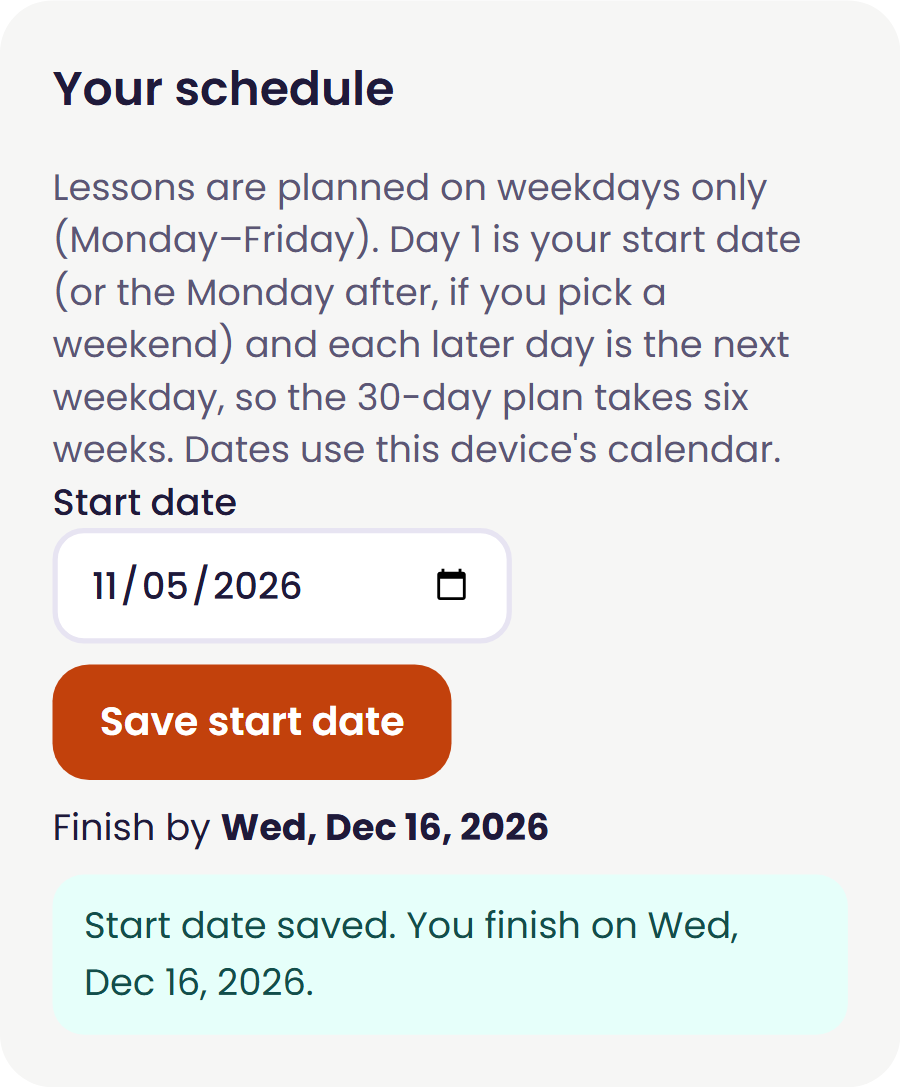 Your schedule
Lessons are planned on weekdays only
(Monday–Friday). Day 1 is your start date
(or the Monday after, if you pick a
weekend) and each later day is the next
weekday, so the 30-day plan takes six
weeks. Dates use this device's calendar.
Start date
11/05/2026
Save start date
Finish by Wed, Dec 16, 2026
Start date saved. You finish on Wed,
Dec 16, 2026.